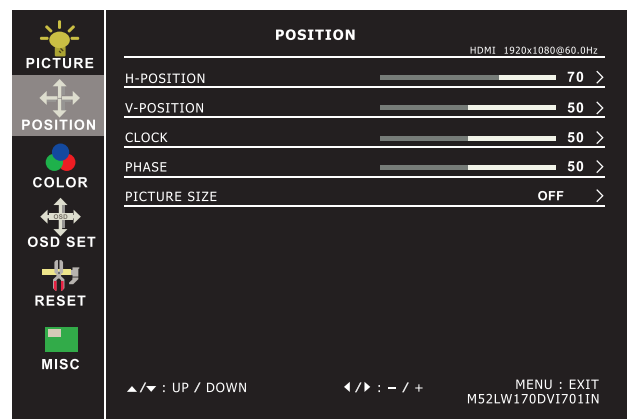 PICTURE
POSITION
COLOR
OSD
OSD SET
RESET
MISC
POSITION
HDMI 1920x1080@60.0Hz
H-POSITION 70 >
V-POSITION 50 >
CLOCK 50 >
PHASE 50 >
PICTURE SIZE OFF >
▲/▼ : UP / DOWN ◀/▶ : – / + MENU : EXIT
M52LW170DVI701IN